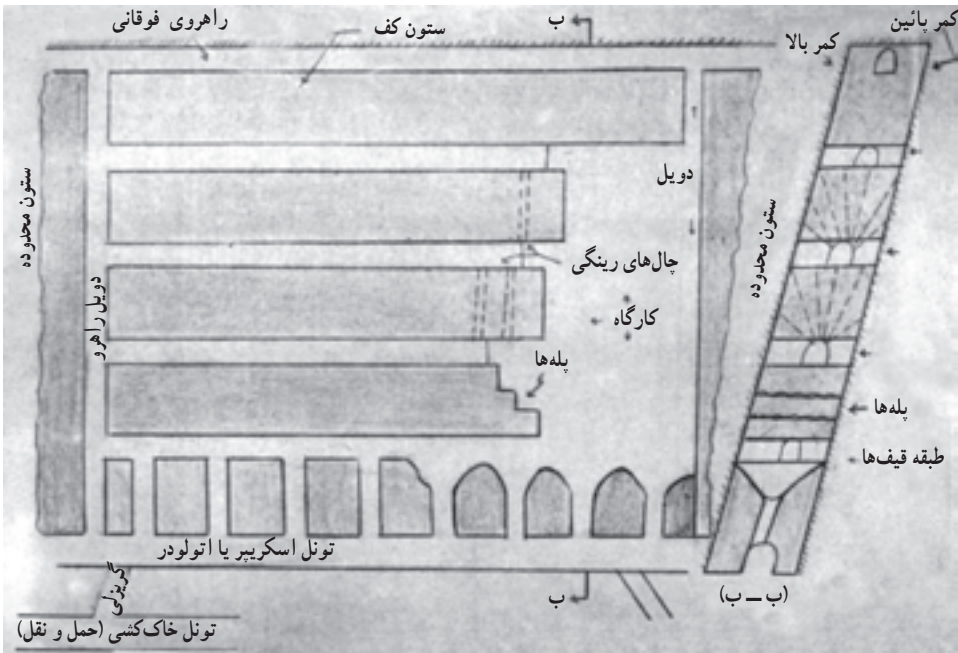 کمر پائین
راهروی فوقانی
ستون کف
ب
کمر بالا
دویل
ستون محدوده
ستون محدوده
چال‌های رینگی
کارگاه
دویل راهرو
پله‌ها
پله‌ها
طبقه قیف‌ها
تونل اسکریپر یا اتولودر
گریزلی
ب
(ب – ب)
تونل خاک‌کشی (حمل و نقل)